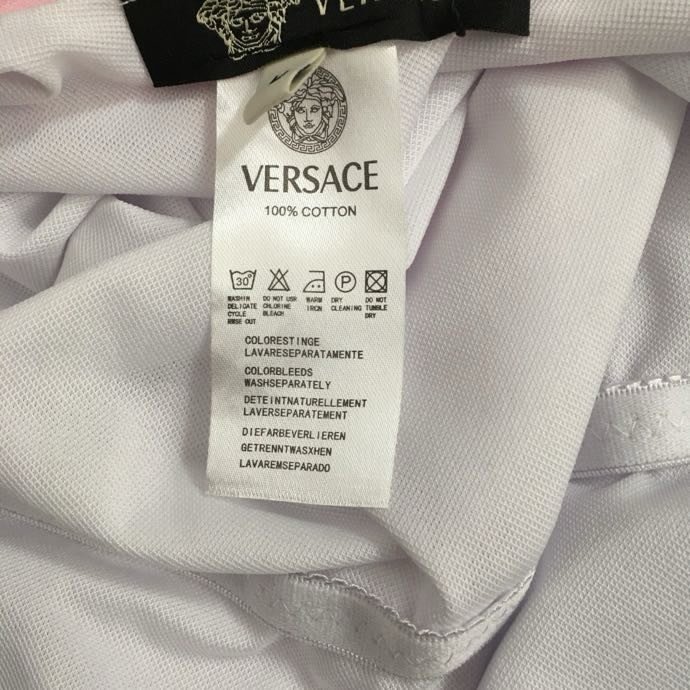 VERSACE
100% COTTON
30°
P
WASHIN DO NOT USR WARM DRY DO NOT
DELICATE CHLORINE IRON CLEANING TUMBLE
CYCLE BLEACH DRY
RINSE OUT
COLORESTINGE
LAVARESEPARATAMENTE
COLORBLEEDS
WASHSEPARATELY
DETEINTNATURELLEMENT
LAVERSEPARATEMENT
DIEFARBEVERLIEREN
GETRENNTWASXHEN
LAVAREMSEPARADO